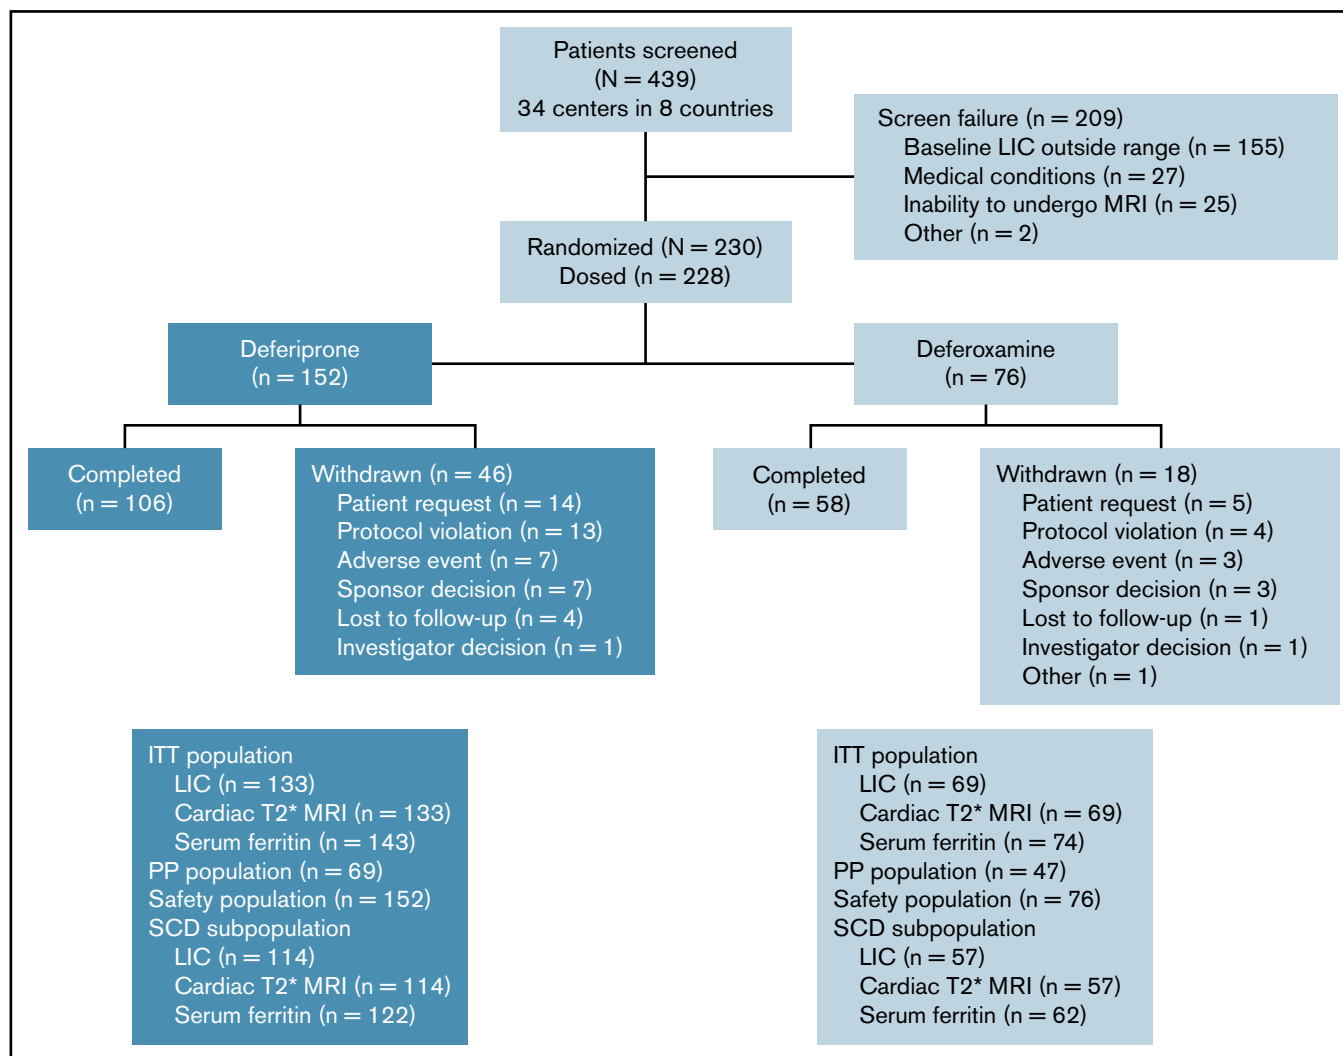 Patients screened
(N = 439)
34 centers in 8 countries
Screen failure (n = 209)
Baseline LIC outside range (n = 155)
Medical conditions (n = 27)
Inability to undergo MRI (n = 25)
Other (n = 2)
Randomized (N = 230)
Dosed (n = 228)
Deferiprone
(n = 152)
Deferoxamine
(n = 76)
Completed
(n = 106)
Withdrawn (n = 46)
Patient request (n = 14)
Protocol violation (n = 13)
Adverse event (n = 7)
Sponsor decision (n = 7)
Lost to follow-up (n = 4)
Investigator decision (n = 1)
Completed
(n = 58)
Withdrawn (n = 18)
Patient request (n = 5)
Protocol violation (n = 4)
Adverse event (n = 3)
Sponsor decision (n = 3)
Lost to follow-up (n = 1)
Investigator decision (n = 1)
Other (n = 1)
ITT population
LIC (n = 133)
Cardiac T2* MRI (n = 133)
Serum ferritin (n = 143)
PP population (n = 69)
Safety population (n = 152)
SCD subpopulation
LIC (n = 114)
Cardiac T2* MRI (n = 114)
Serum ferritin (n = 122)
ITT population
LIC (n = 69)
Cardiac T2* MRI (n = 69)
Serum ferritin (n = 74)
PP population (n = 47)
Safety population (n = 76)
SCD subpopulation
LIC (n = 57)
Cardiac T2* MRI (n = 57)
Serum ferritin (n = 62)